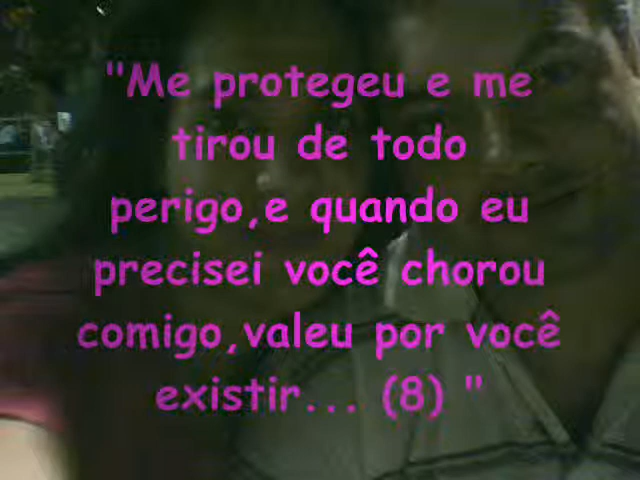 "Me protegeu e me
tirou de todo
perigo,e quando eu
precisei você chorou
comigo,valeu por você
existir... (8) "